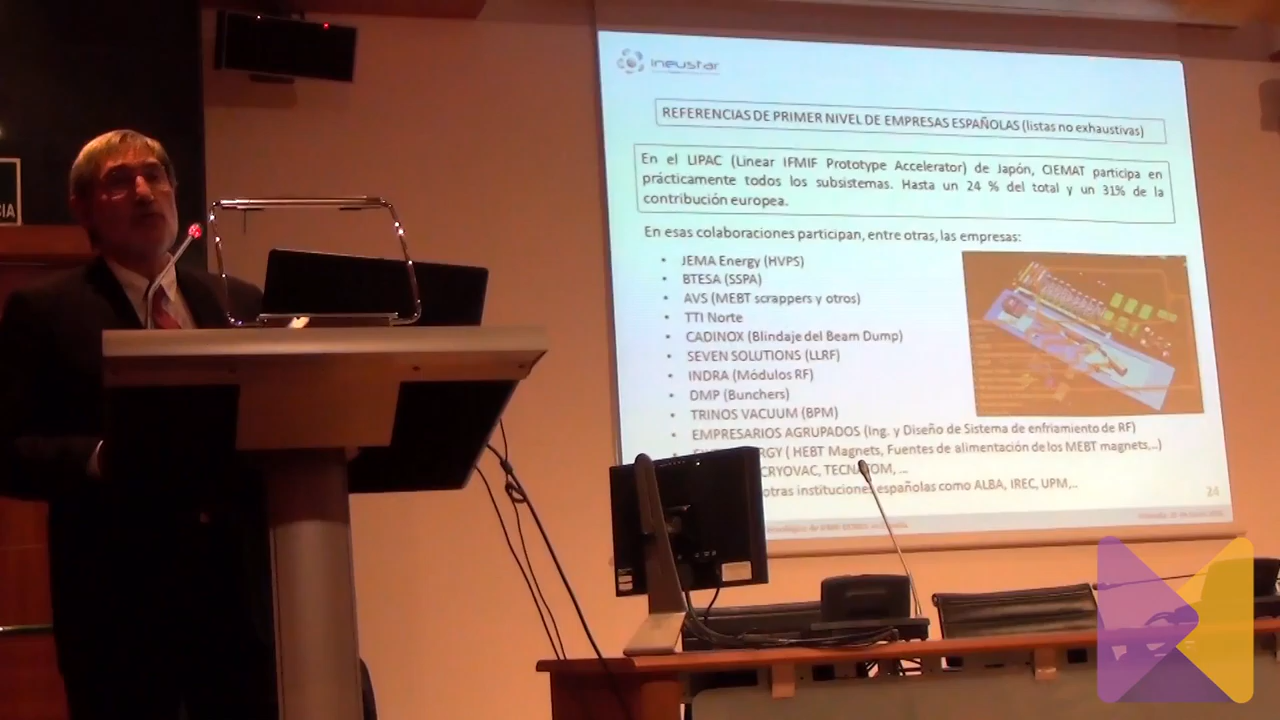 CIA
ineustar
REFERENCIAS DE PRIMER NIVEL DE EMPRESAS ESPAÑOLAS (listas no exhaustivas)
En el LIPAC (Linear IFMIF Prototype Accelerator) de Japón, CIEMAT participa en
prácticamente todos los subsistemas. Hasta un 24 % del total y un 31% de la
contribución europea.
En esas colaboraciones participan, entre otras, las empresas:
• JEMA Energy (HVPS)
• BTESA (SSPA)
• AVS (MEBT scrappers y otros)
• TTI Norte
• CADINOX (Blindaje del Beam Dump)
• SEVEN SOLUTIONS (LLRF)
• INDRA (Módulos RF)
• DMP (Bunchers)
• TRINOS VACUUM (BPM)
• EMPRESARIOS AGRUPADOS (Ing. y Diseño de Sistema de enfriamiento de RF)
( HEBT Magnets, Fuentes de alimentación de los MEBT magnets,..)
CRYOVAC, TECNATOM, ...
otras instituciones españolas como ALBA, IREC, UPM,..
24